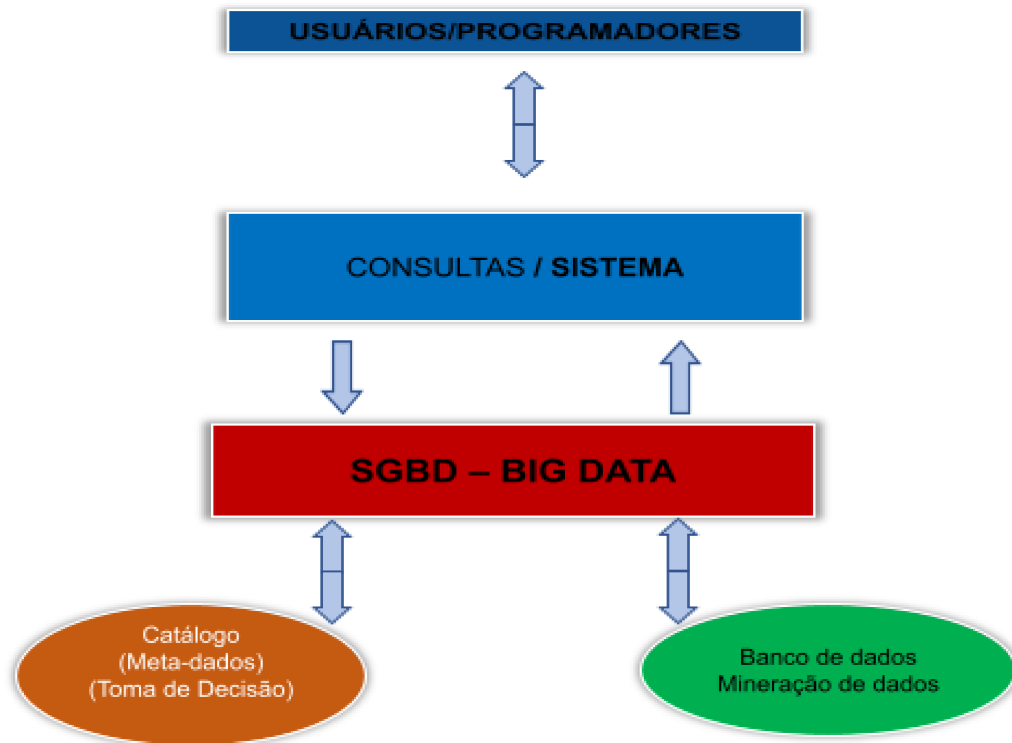 USUÁRIOS/PROGRAMADORES
CONSULTAS / SISTEMA
SGBD – BIG DATA
Catálogo
(Meta-dados)
(Toma de Decisão)
Banco de dados
Mineração de dados